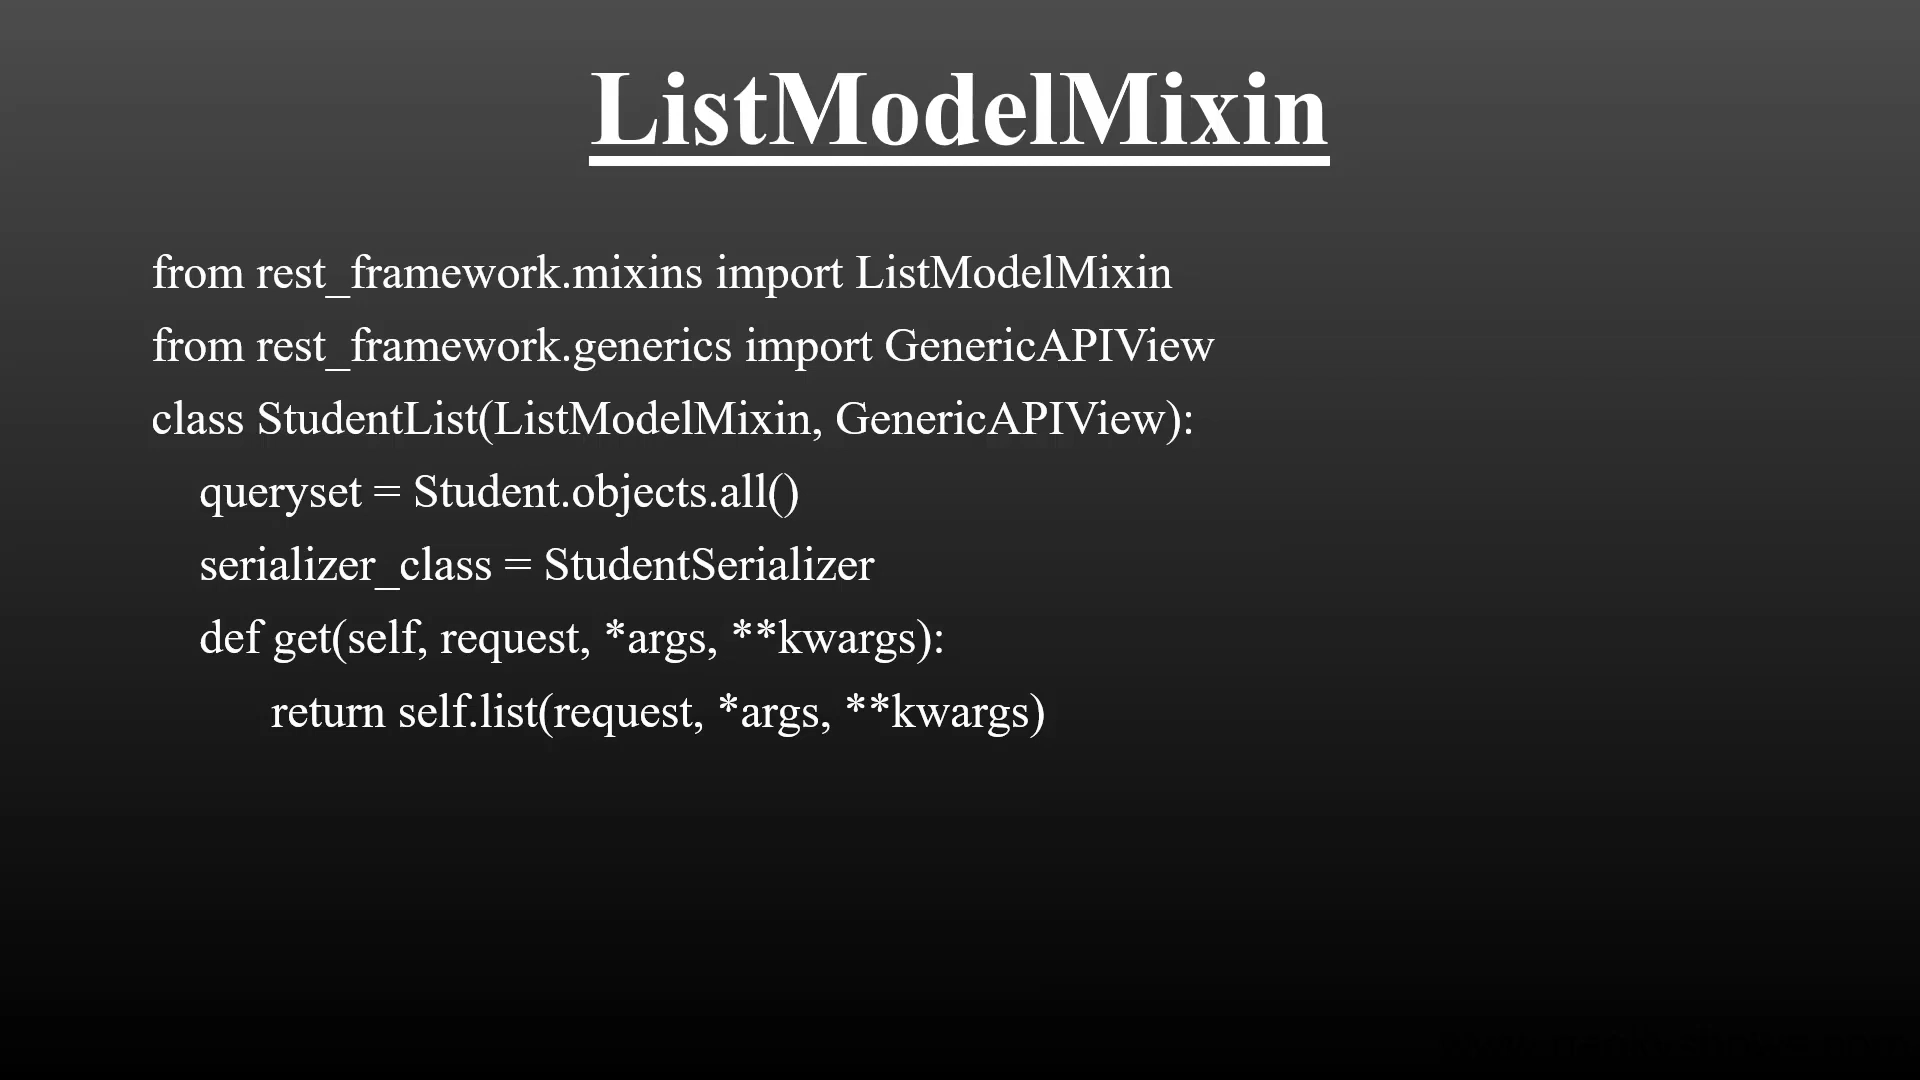 ListModelMixin
from rest_framework.mixins import ListModelMixin
from rest_framework.generics import GenericAPIView
class StudentList(ListModelMixin, GenericAPIView):
queryset = Student.objects.all()
serializer_class = StudentSerializer
def get(self, request, *args, **kwargs):
return self.list(request, *args, **kwargs)